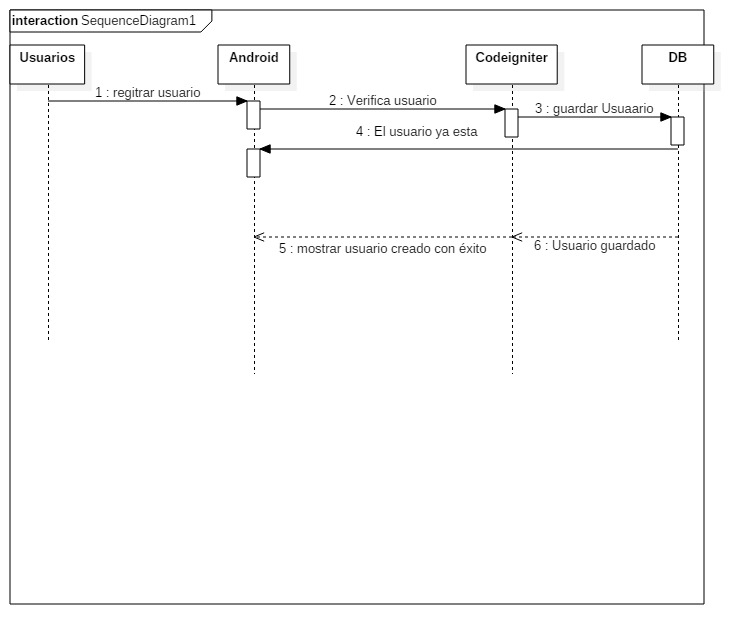 interaction SequenceDiagram1
Usuarios
Android
Codeigniter
DB
1 : regitrar usuario
2 : Verifica usuario
3 : guardar Usuaario
4 : El usuario ya esta
5 : mostrar usuario creado con éxito
6 : Usuario guardado